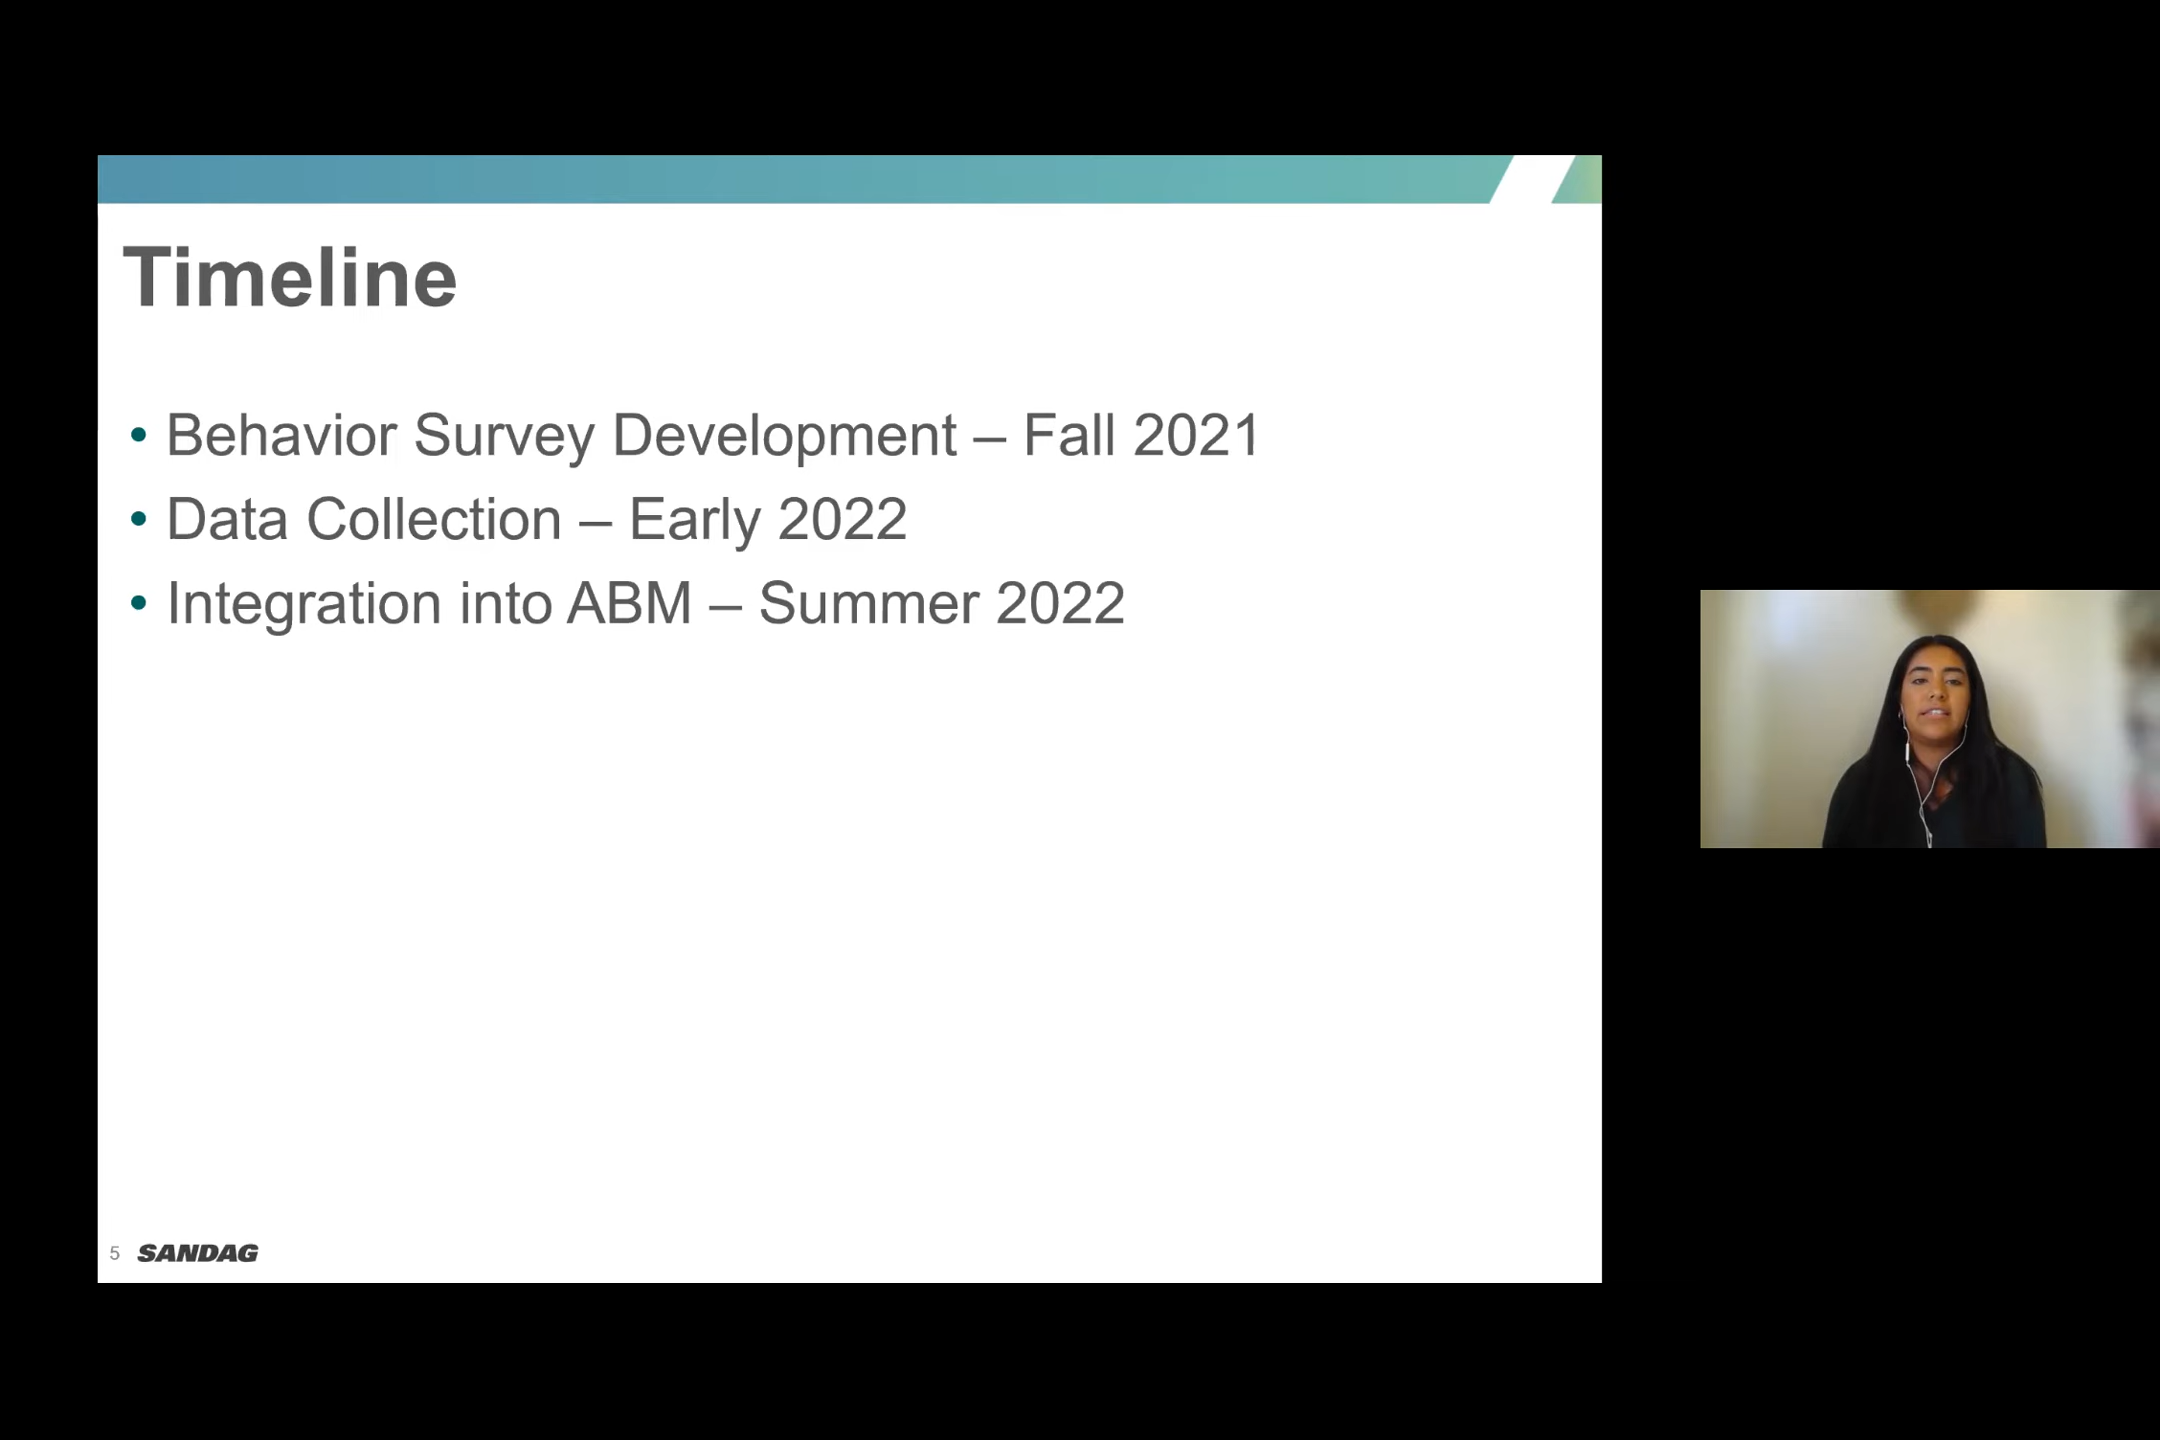 Timeline
• Behavior Survey Development – Fall 2021
• Data Collection – Early 2022
• Integration into ABM – Summer 2022
5 SANDAG